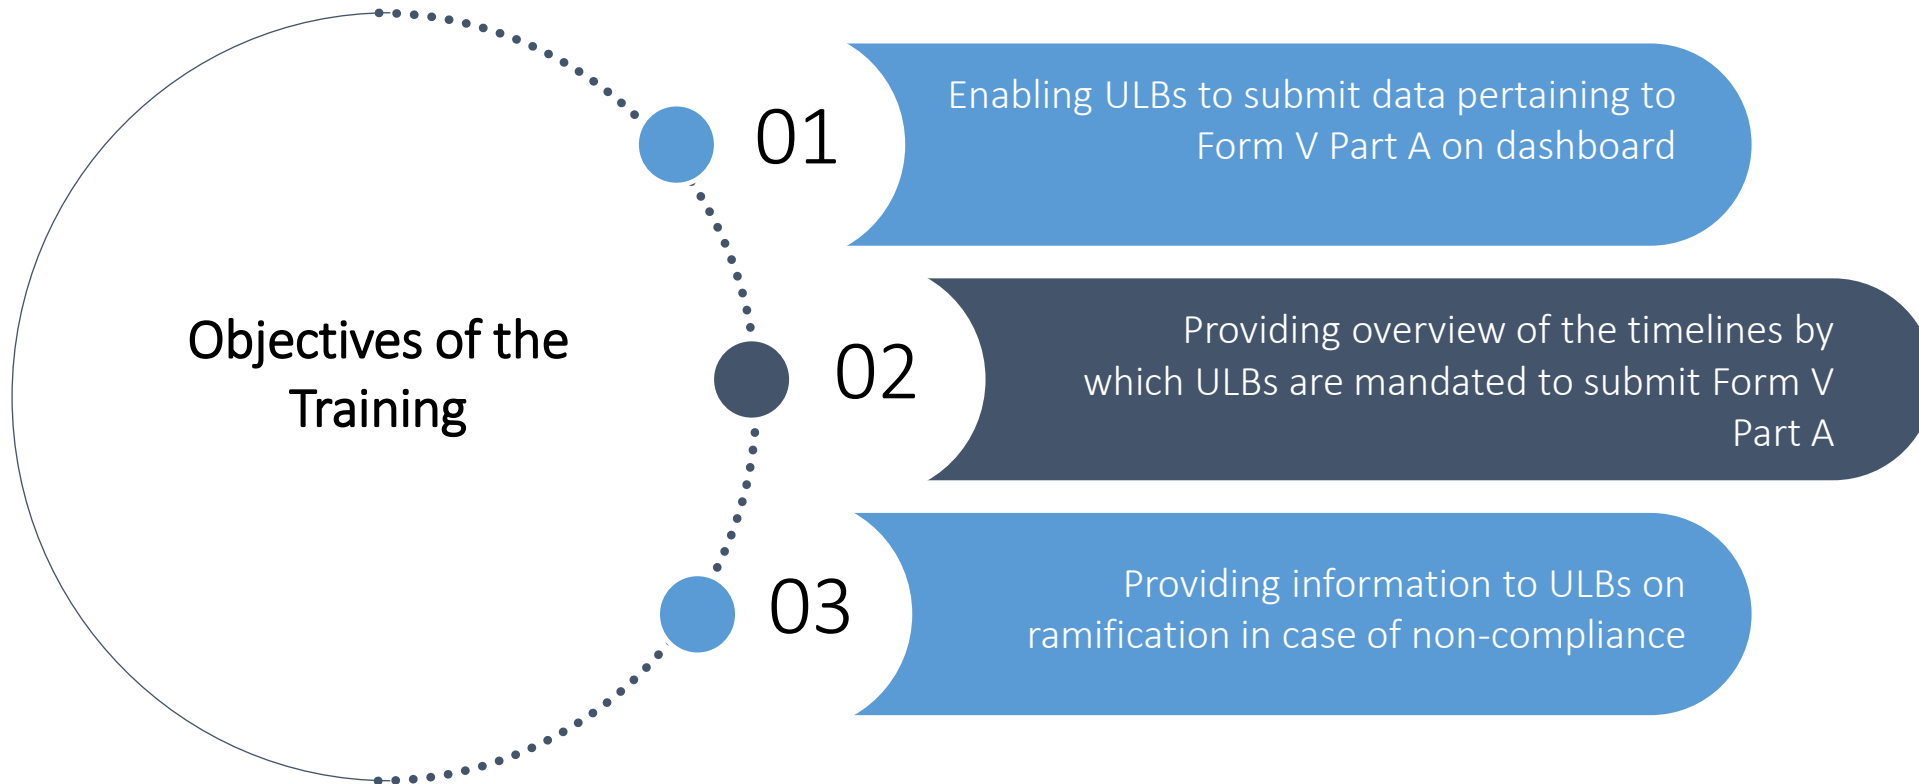 Objectives of the
Training
01
Enabling ULBs to submit data pertaining to
Form V Part A on dashboard
02
Providing overview of the timelines by
which ULBs are mandated to submit Form V
Part A
03
Providing information to ULBs on
ramification in case of non-compliance